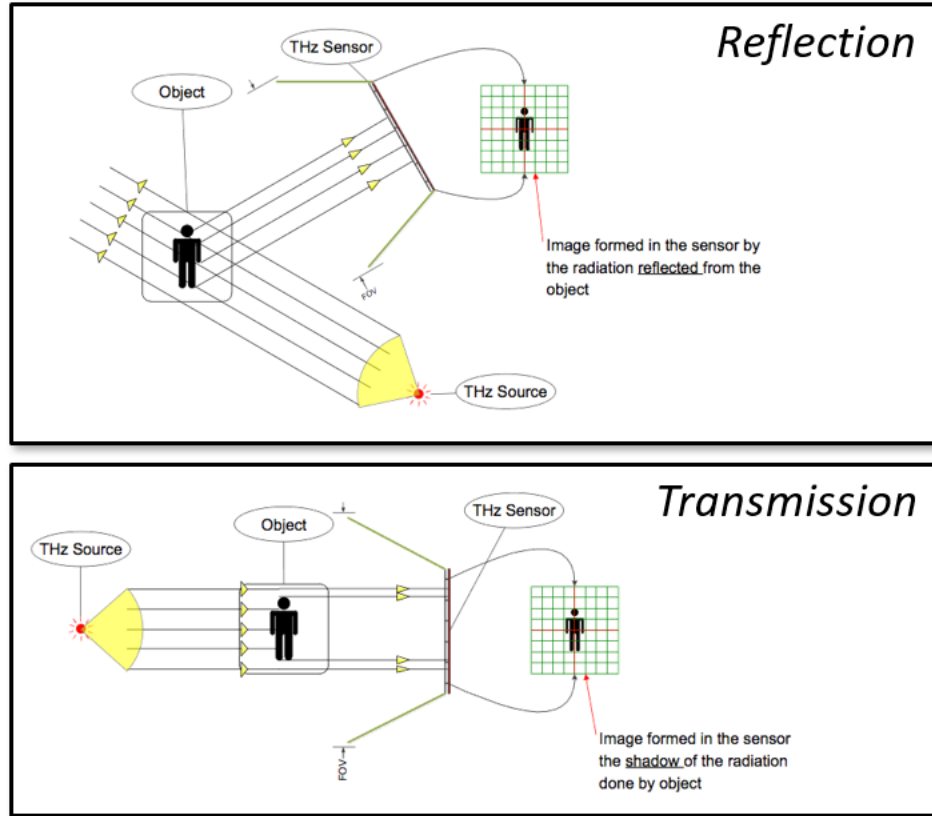 Reflection
THz Sensor
Object
Image formed in the sensor by
the radiation reflected from the
object
FOV
THz Source
Transmission
THz Sensor
Object
THz Source
Image formed in the sensor
the shadow of the radiation
done by object
FOV